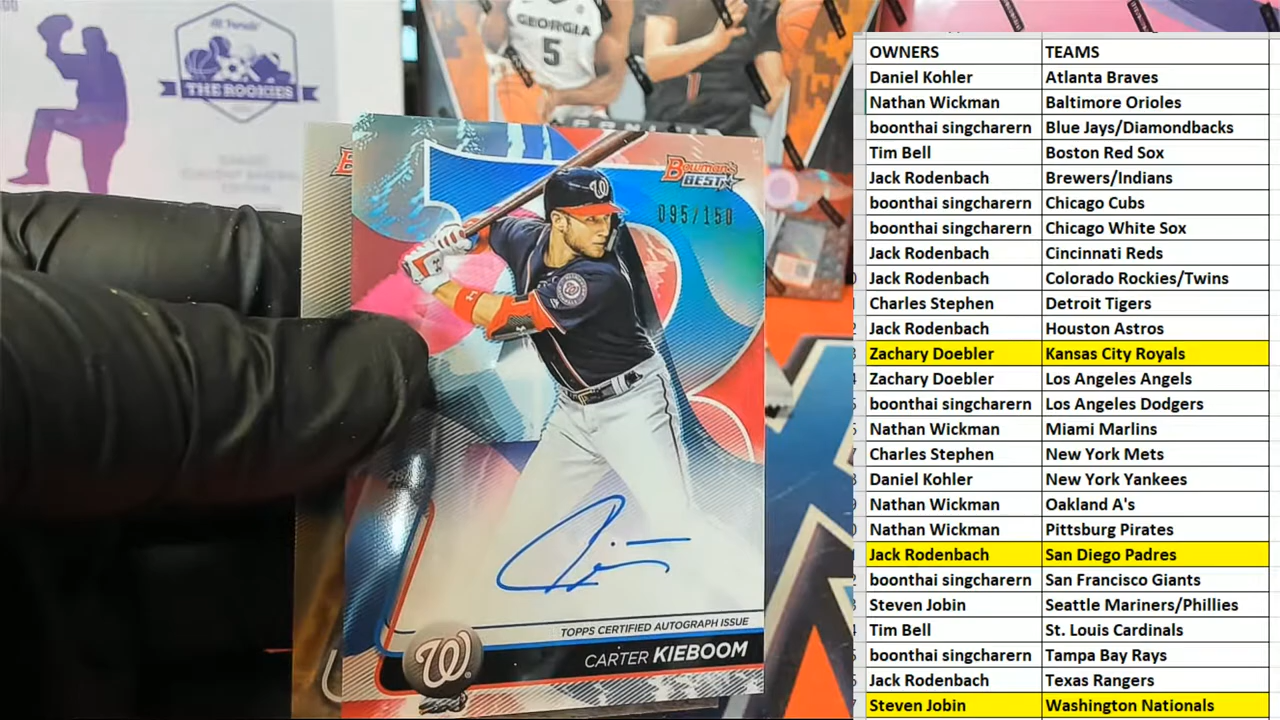 THE ROOKIES
GEORGIA
5
1
Bowman's
BEST
095/150
W
TOPPS CERTIFIED AUTOGRAPH ISSUE
CARTER KIEBOOM
W
OWNERS TEAMS
Daniel Kohler Atlanta Braves
Nathan Wickman Baltimore Orioles
boonthai singcharern Blue Jays/Diamondbacks
Tim Bell Boston Red Sox
Jack Rodenbach Brewers/Indians
boonthai singcharern Chicago Cubs
boonthai singcharern Chicago White Sox
Jack Rodenbach Cincinnati Reds
Jack Rodenbach Colorado Rockies/Twins
Charles Stephen Detroit Tigers
Jack Rodenbach Houston Astros
Zachary Doebler Kansas City Royals
Zachary Doebler Los Angeles Angels
boonthai singcharern Los Angeles Dodgers
Nathan Wickman Miami Marlins
Charles Stephen New York Mets
Daniel Kohler New York Yankees
Nathan Wickman Oakland A's
Nathan Wickman Pittsburg Pirates
Jack Rodenbach San Diego Padres
boonthai singcharern San Francisco Giants
Steven Jobin Seattle Mariners/Phillies
Tim Bell St. Louis Cardinals
boonthai singcharern Tampa Bay Rays
Jack Rodenbach Texas Rangers
Steven Jobin Washington Nationals